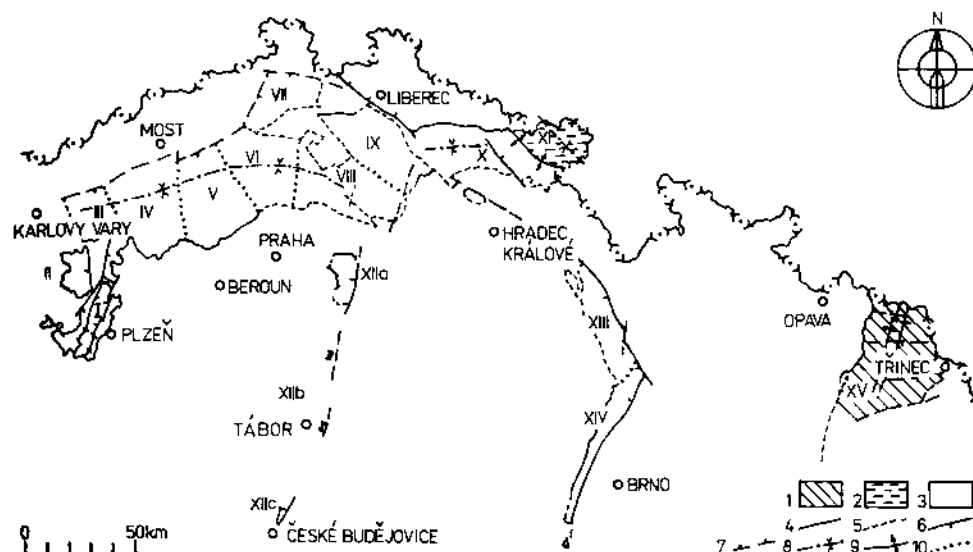 N
VII
LIBEREC
MOST
IX
XI
VI
X
VIII
V
III
IV
KARLOVY VARY
PRAHA
HRADEC
KRÁLOVÉ
II
XIIa
BEROUN
I
OPAVA
PLZEŇ
XIII
TŘINEC
XV
XIIb
TÁBOR
XIV
XIIc
BRNO
1 2 3
0 50km
ČESKÉ BUDĚJOVICE
4 5 6
7 8 9 10